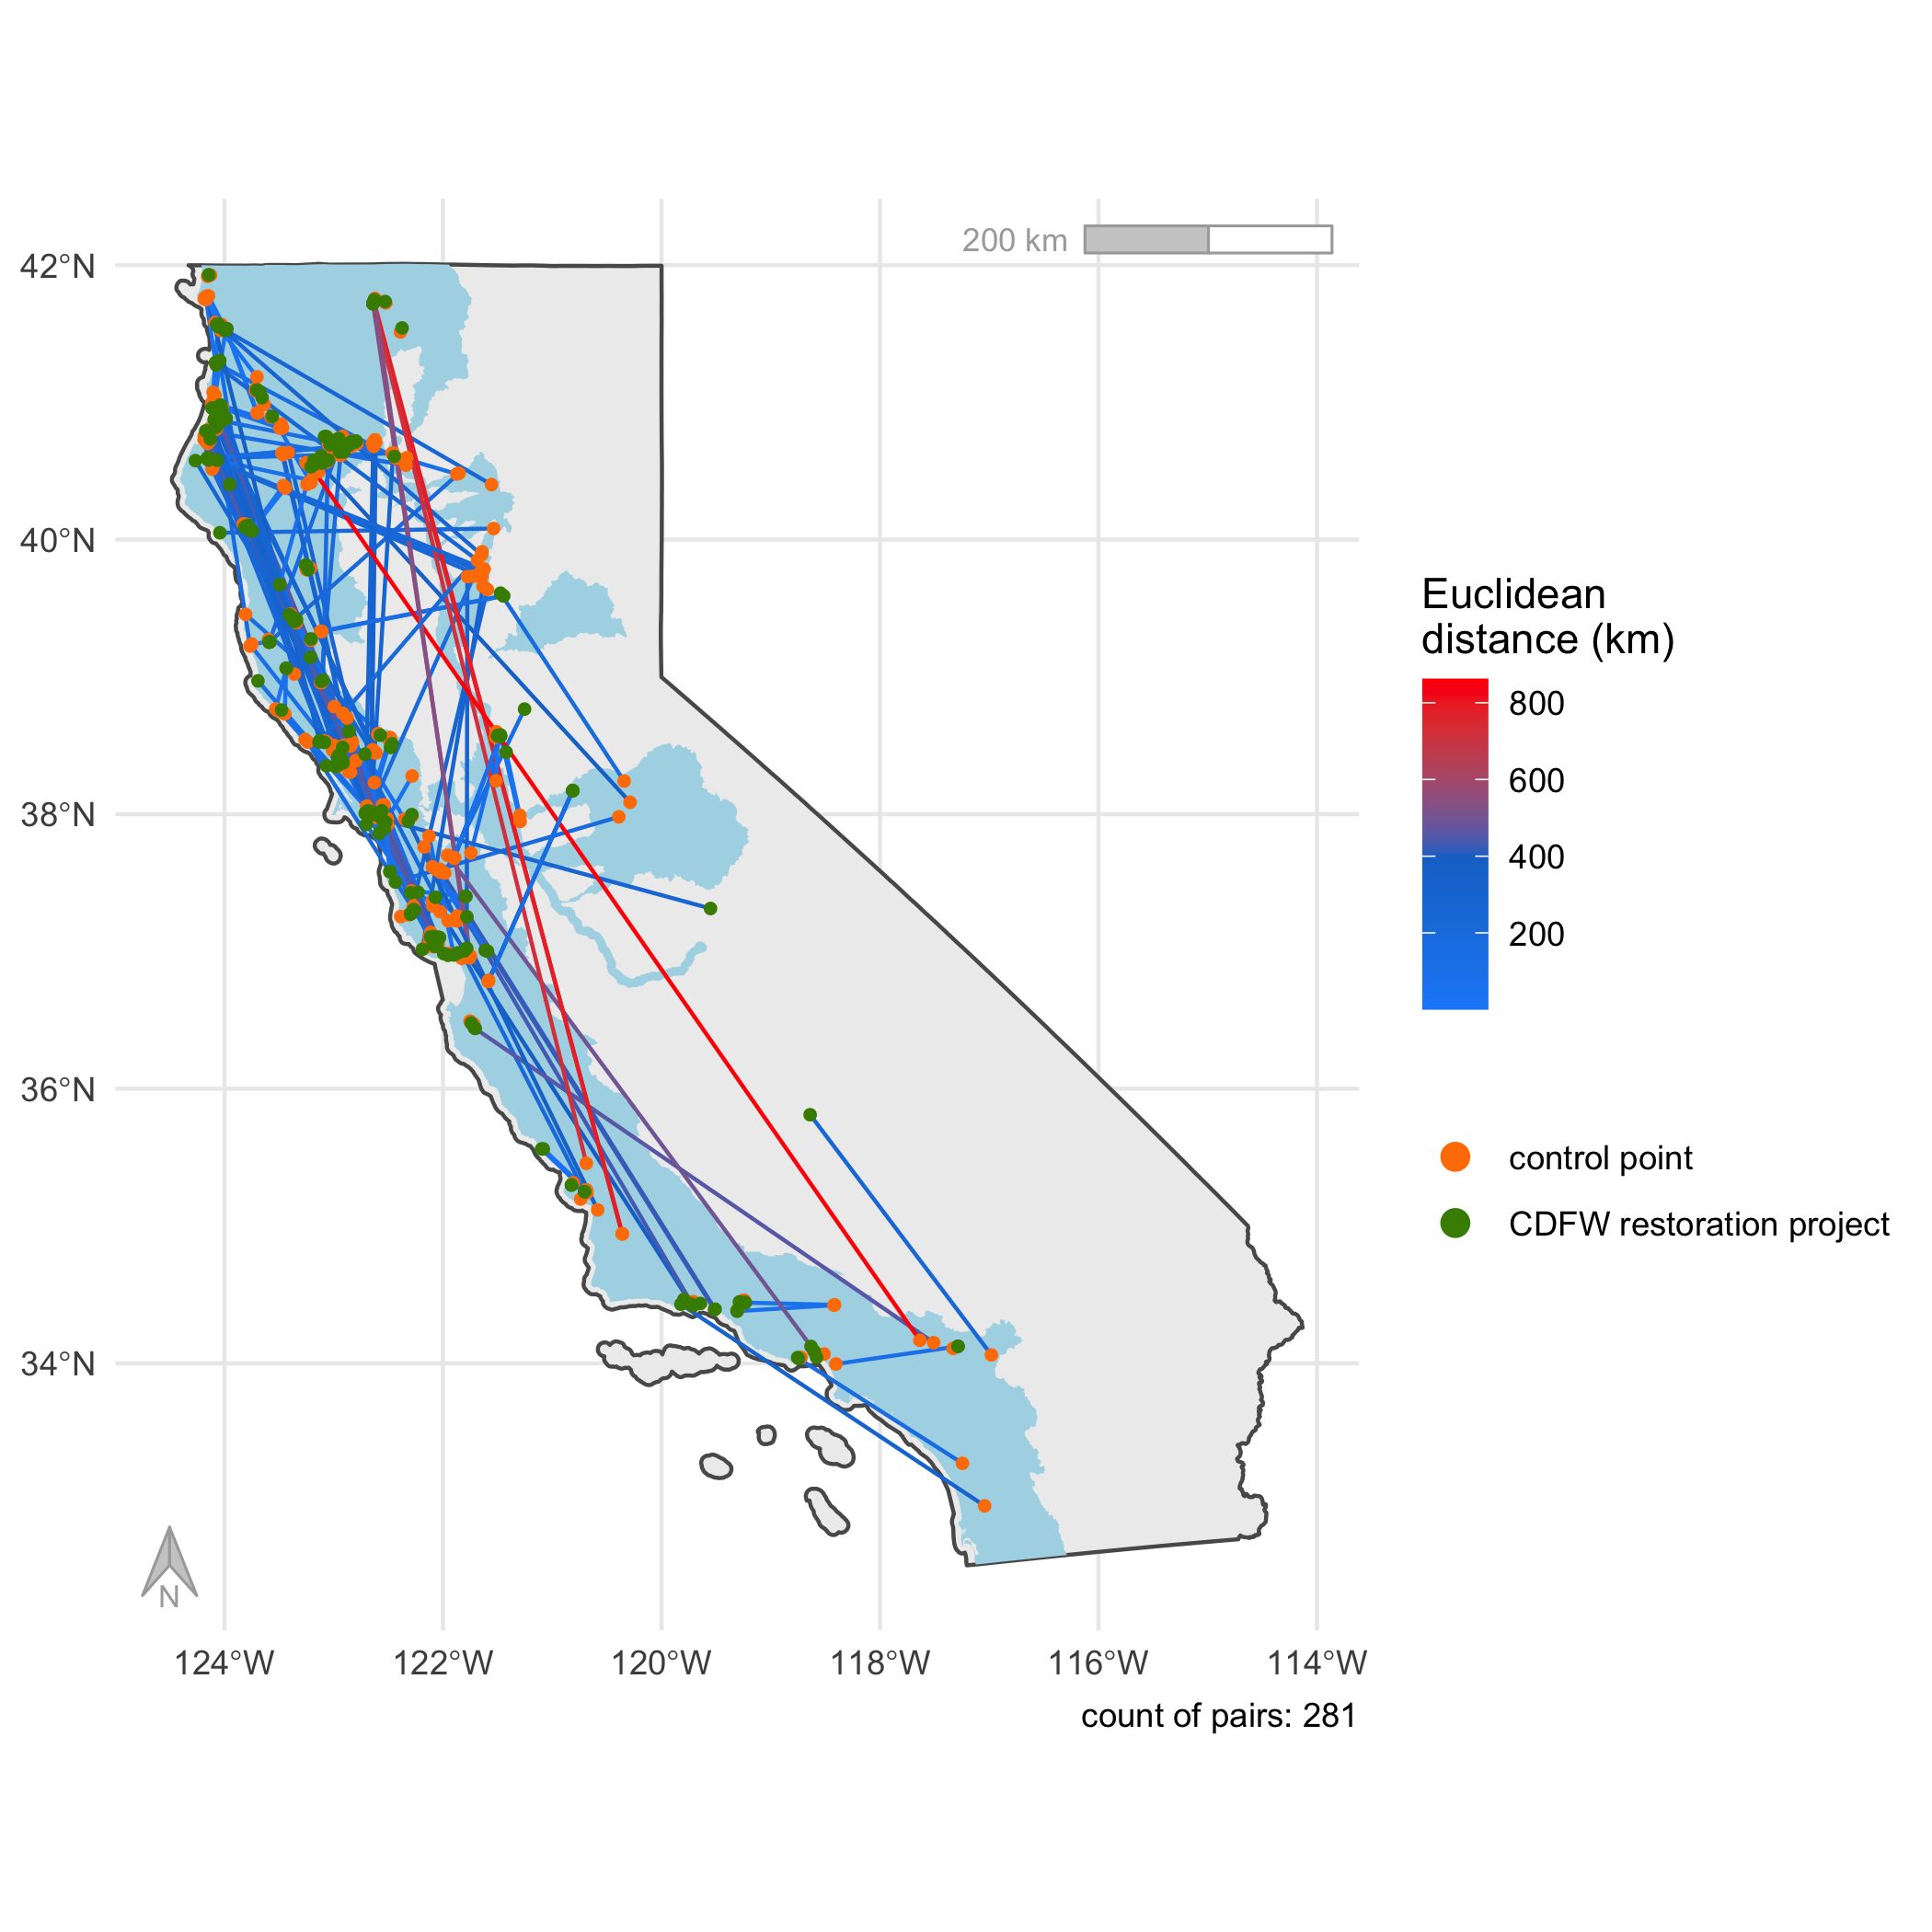 200 km
42°N
40°N
38°N
36°N
34°N
124°W
122°W
120°W
118°W
116°W
114°W
N
count of pairs: 281
Euclidean
distance (km)
800
600
400
200
control point
CDFW restoration project